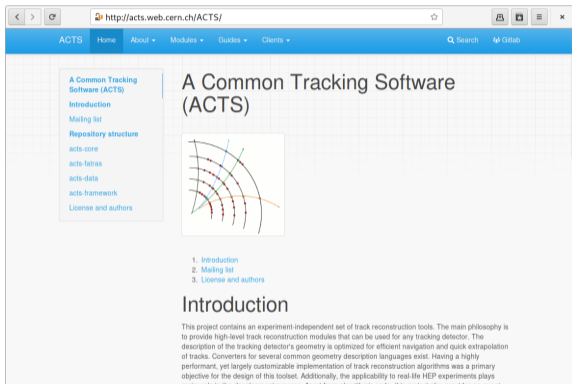 http://acts.web.cern.ch/ACTS/
ACTS Home About Modules Guides Clients Search Gitlab
A Common Tracking
Software (ACTS)
Introduction
Mailing list
Repository structure
acts-core
acts-fatras
acts-data
acts-framework
License and authors
A Common Tracking Software
(ACTS)
1. Introduction
2. Mailing list
3. License and authors
Introduction
This project contains an experiment-independent set of track reconstruction tools. The main philosophy is
to provide high-level track reconstruction modules that can be used for any tracking detector. The
description of the tracking detector's geometry is optimized for efficient navigation and quick extrapolation
of tracks. Converters for several common geometry description languages exist. Having a highly
performant, yet largely customizable implementation of track reconstruction algorithms was a primary
objective for the design of this toolset. Additionally, the applicability to real-life HEP experiments plays